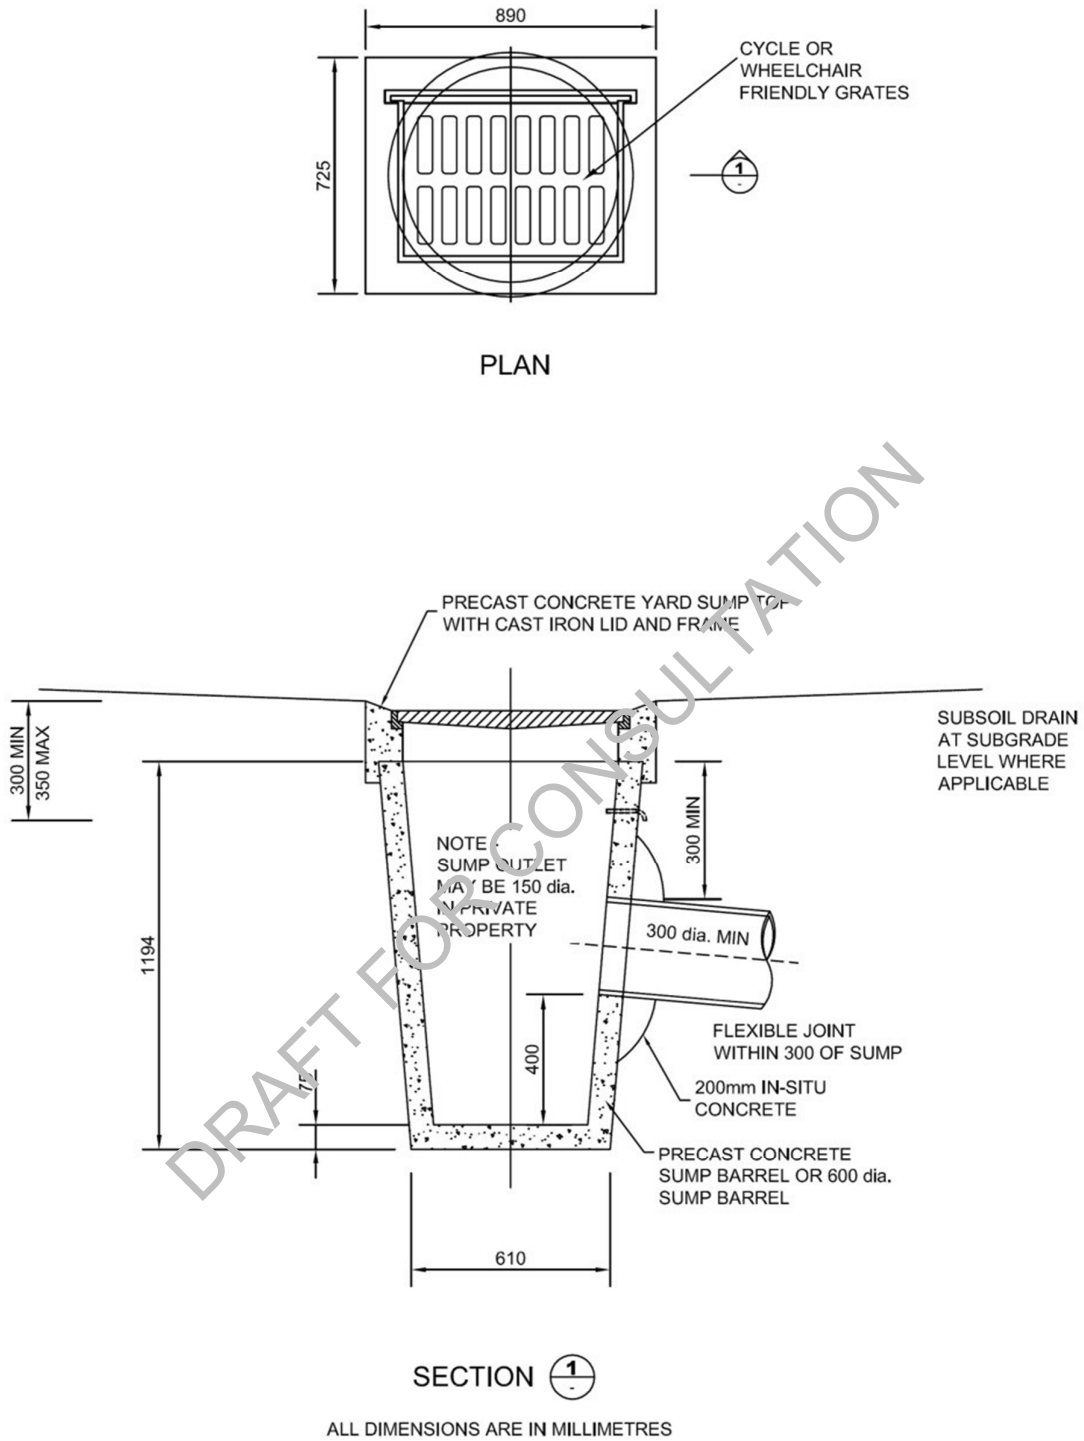 890
CYCLE OR
WHEELCHAIR
FRIENDLY GRATES
725
1
-
PLAN
PRECAST CONCRETE YARD SUMP TOP
WITH CAST IRON LID AND FRAME
300 MIN
350 MAX
SUBSOIL DRAIN
AT SUBGRADE
LEVEL WHERE
APPLICABLE
300 MIN
NOTE -
SUMP OUTLET
MAY BE 150 dia.
IN PRIVATE
PROPERTY
300 dia. MIN
1194
400
75
FLEXIBLE JOINT
WITHIN 300 OF SUMP
200mm IN-SITU
CONCRETE
PRECAST CONCRETE
SUMP BARREL OR 600 dia.
SUMP BARREL
610
SECTION 1
-
ALL DIMENSIONS ARE IN MILLIMETRES
DRAFT FOR CONSULTATION